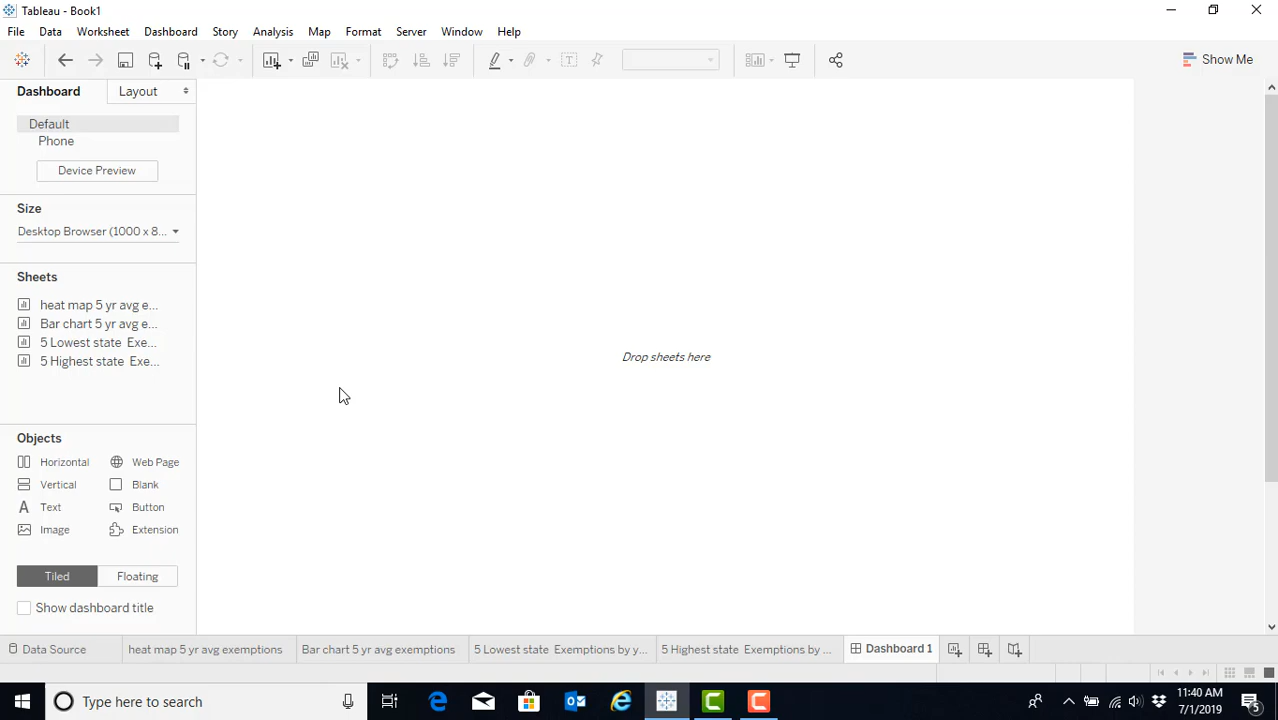 Tableau - Book1
File Data Worksheet Dashboard Story Analysis Map Format Server Window Help
Show Me
Dashboard Layout
Default
Phone
Device Preview
Size
Desktop Browser (1000 x 8...
Sheets
heat map 5 yr avg e...
Bar chart 5 yr avg e...
5 Lowest state Exe...
5 Highest state Exe...
Drop sheets here
Objects
Horizontal Web Page
Vertical Blank
A Text Button
Image Extension
Tiled Floating
Show dashboard title
Data Source heat map 5 yr avg exemptions Bar chart 5 yr avg exemptions 5 Lowest state Exemptions by y... 5 Highest state Exemptions by ... Dashboard 1
Type here to search
11:40 AM
7/1/2019
5